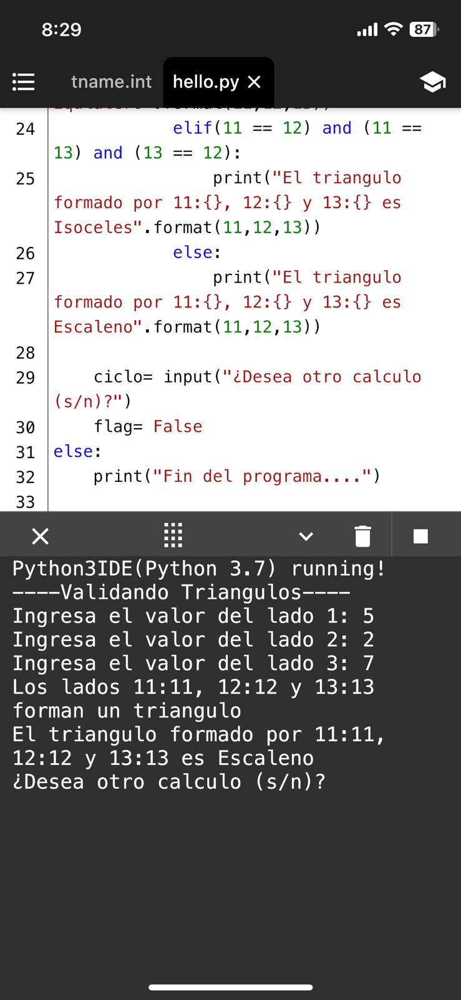 8:29
87
tname.int
hello.py
24 elif(11 == 12) and (11 ==
13) and (13 == 12):
25 print("El triangulo
formado por 11:{}, 12:{} y 13:{} es
Isoceles".format(11,12,13))
26 else:
27 print("El triangulo
formado por 11:{}, 12:{} y 13:{} es
Escaleno".format(11,12,13))
28
29 ciclo= input("¿Desea otro calculo
(s/n)?")
30 flag= False
31 else:
32 print("Fin del programa....")
33
Python3IDE(Python 3.7) running!
----Validando Triangulos----
Ingresa el valor del lado 1: 5
Ingresa el valor del lado 2: 2
Ingresa el valor del lado 3: 7
Los lados 11:11, 12:12 y 13:13
forman un triangulo
El triangulo formado por 11:11,
12:12 y 13:13 es Escaleno
¿Desea otro calculo (s/n)?